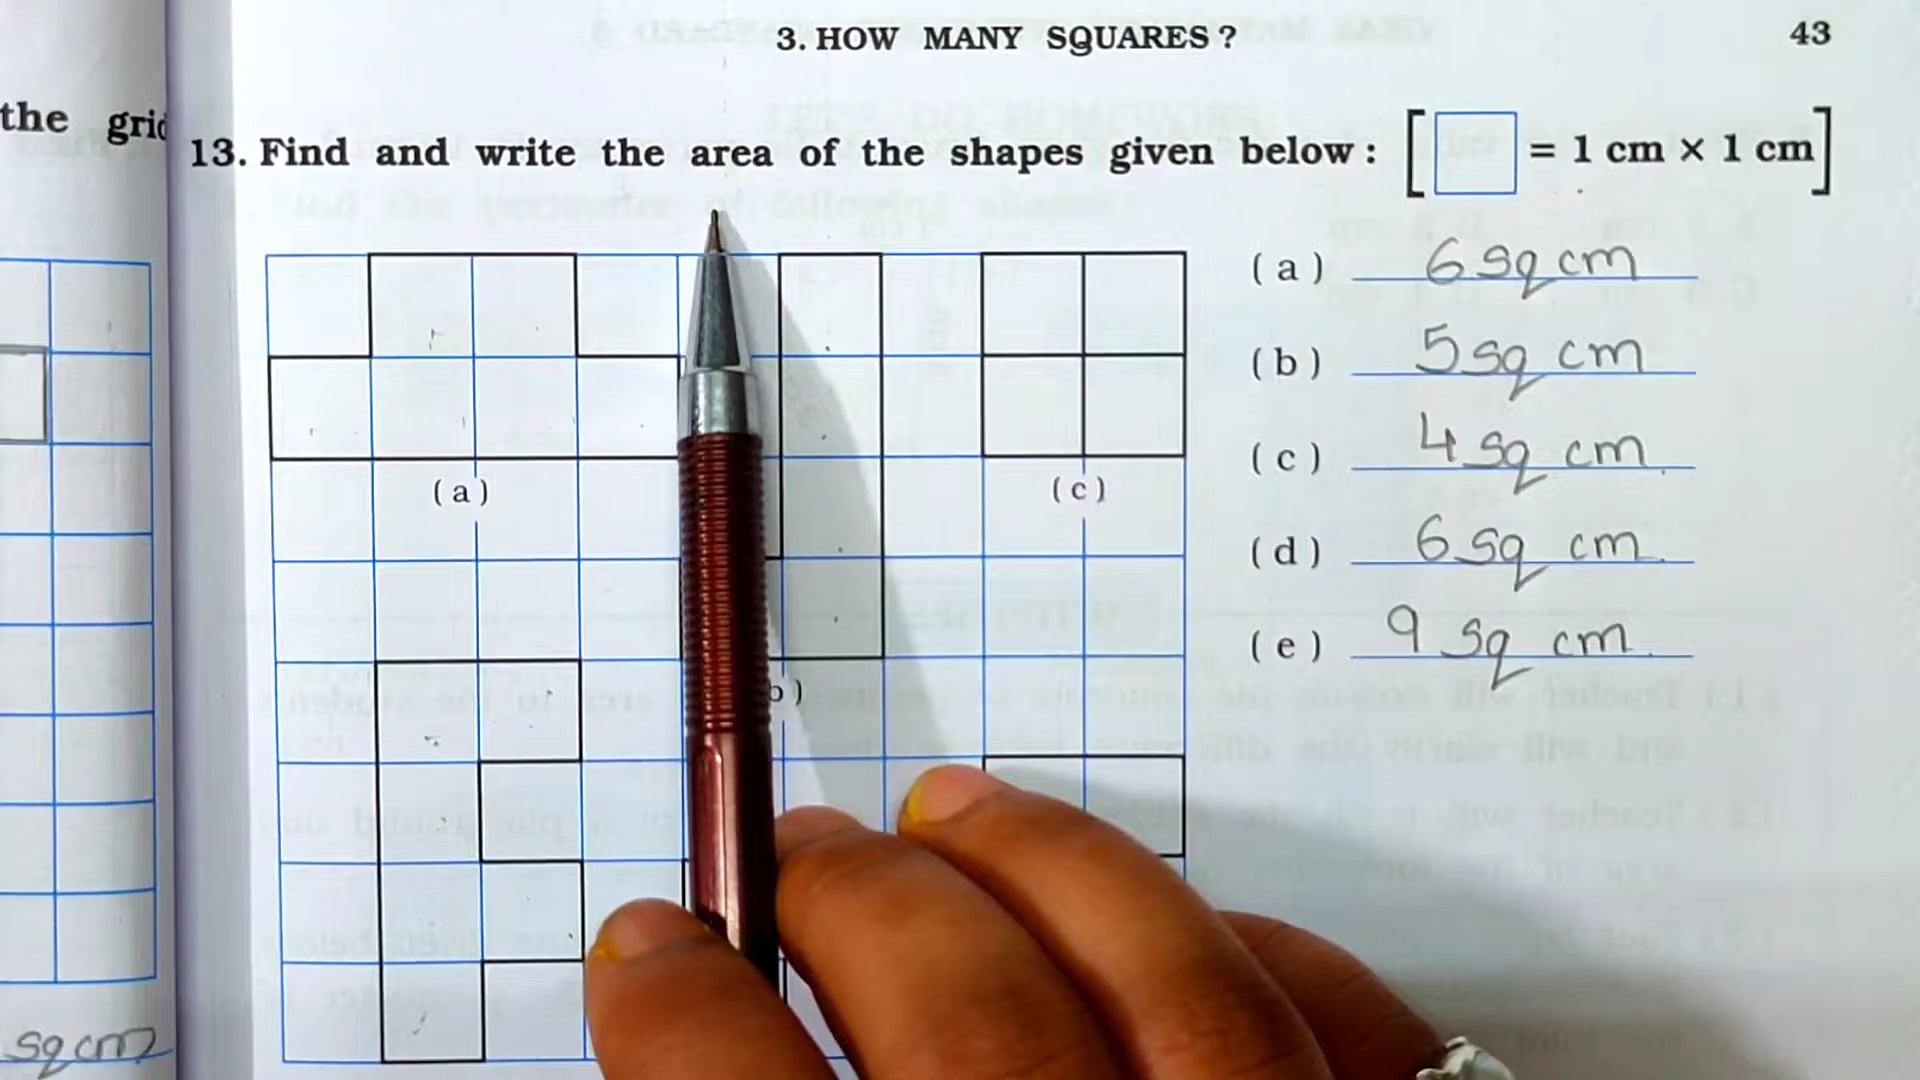 3. HOW MANY SQUARES ?
43
the grid
13. Find and write the area of the shapes given below : [ = 1 cm × 1 cm]
(a) 6 sq cm
(b) 5 sq cm
(c) 4 sq cm
(d) 6 sq cm
(e) 9 sq cm
(a)
(c)
b)
sq cm